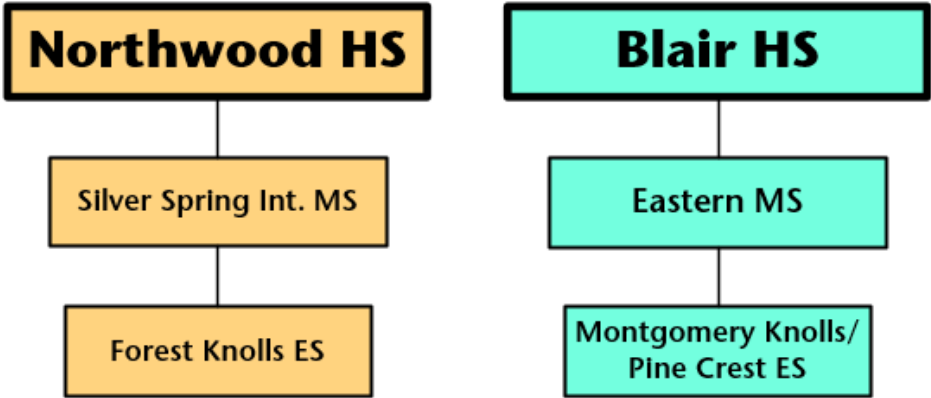 Northwood HS
Blair HS
Silver Spring Int. MS
Eastern MS
Forest Knolls ES
Montgomery Knolls/
Pine Crest ES